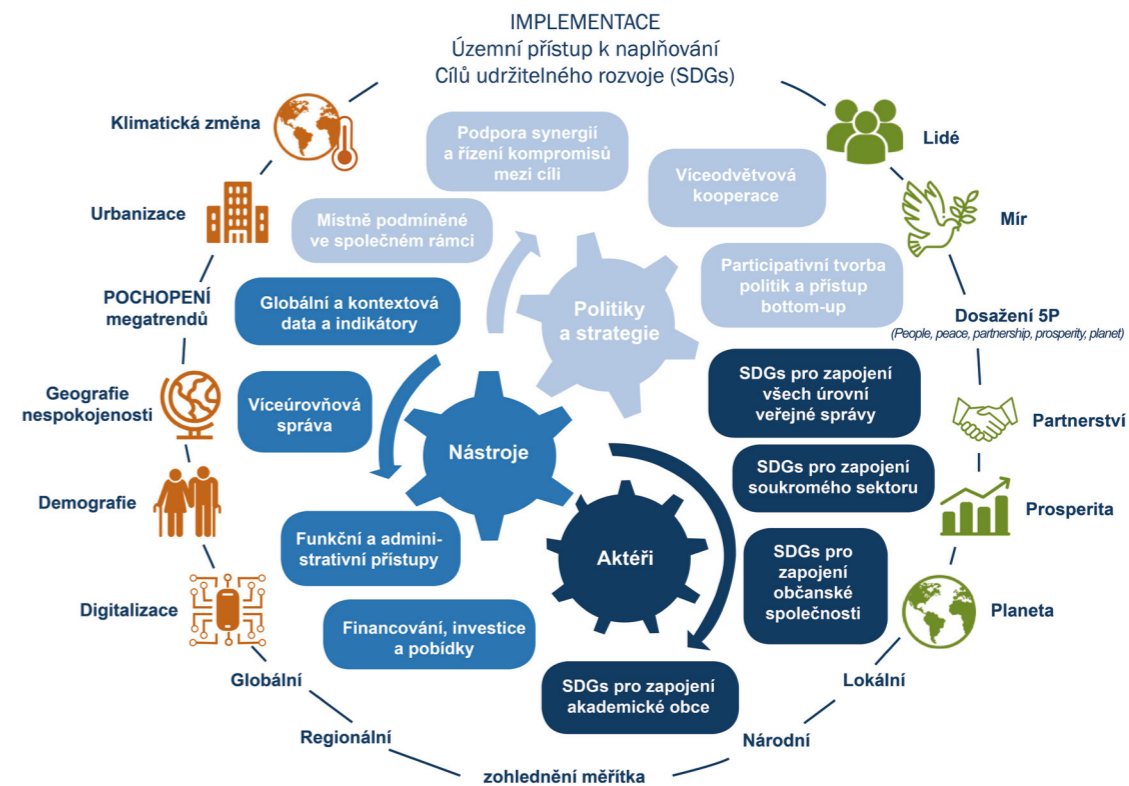 IMPLEMENTACE
Územní přístup k naplňování
Cílů udržitelného rozvoje (SDGs)
Klimatická změna
Urbanizace
POCHOPENÍ
megatrendů
Geografie
nespokojenosti
Demografie
Digitalizace
Podpora synergií
a řízení kompromisů
mezi cíli
Víceodvětvová
kooperace
Místně podmíněné
ve společném rámci
Participativní tvorba
politik a přístup
bottom-up
Politiky
a strategie
Globální a kontextová
data a indikátory
Víceúrovňová
správa
Nástroje
Funkční a admini-
strativní přístupy
Financování, investice
a pobídky
SDGs pro zapojení
všech úrovní
veřejné správy
SDGs pro zapojení
soukromého sektoru
Aktéři
SDGs pro
zapojení
občanské
společnosti
SDGs pro zapojení
akademické obce
Lidé
Mír
Dosažení 5P
(People, peace, partnership, prosperity, planet)
Partnerství
Prosperita
Planeta
Globální
Regionální
zohlednění měřítka
Národní
Lokální